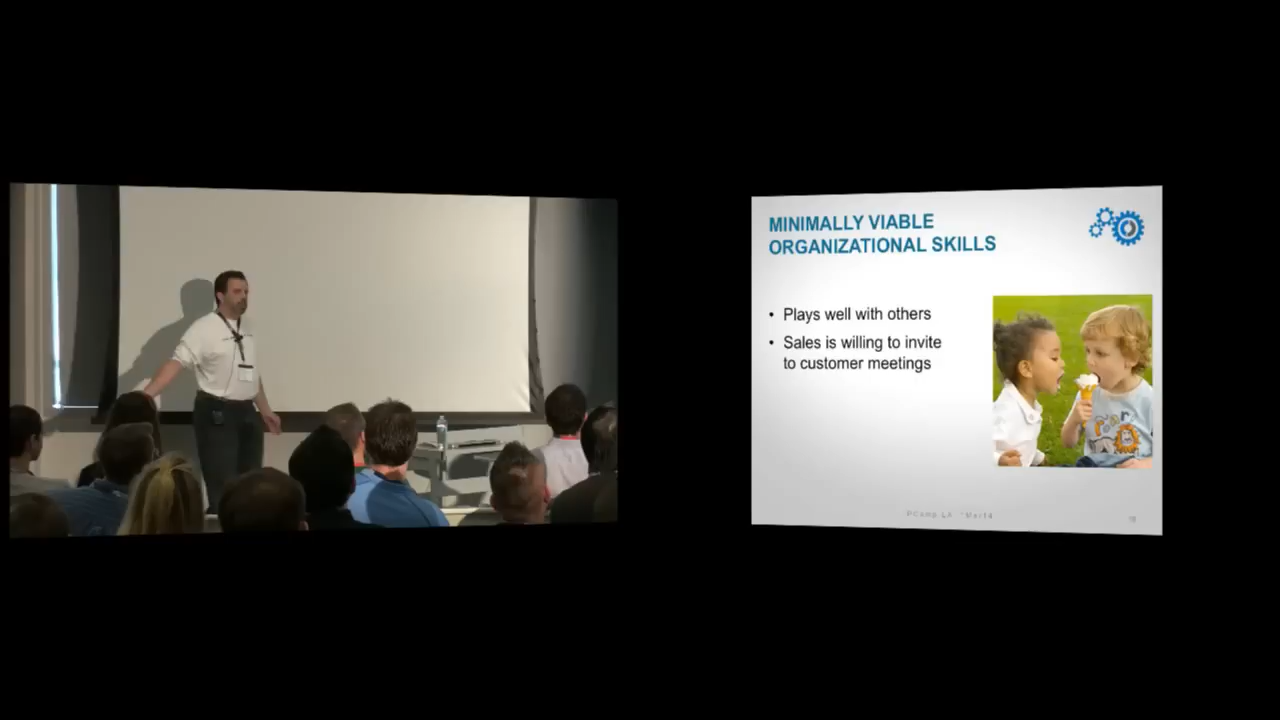 MINIMALLY VIABLE
ORGANIZATIONAL SKILLS
• Plays well with others
• Sales is willing to invite
to customer meetings